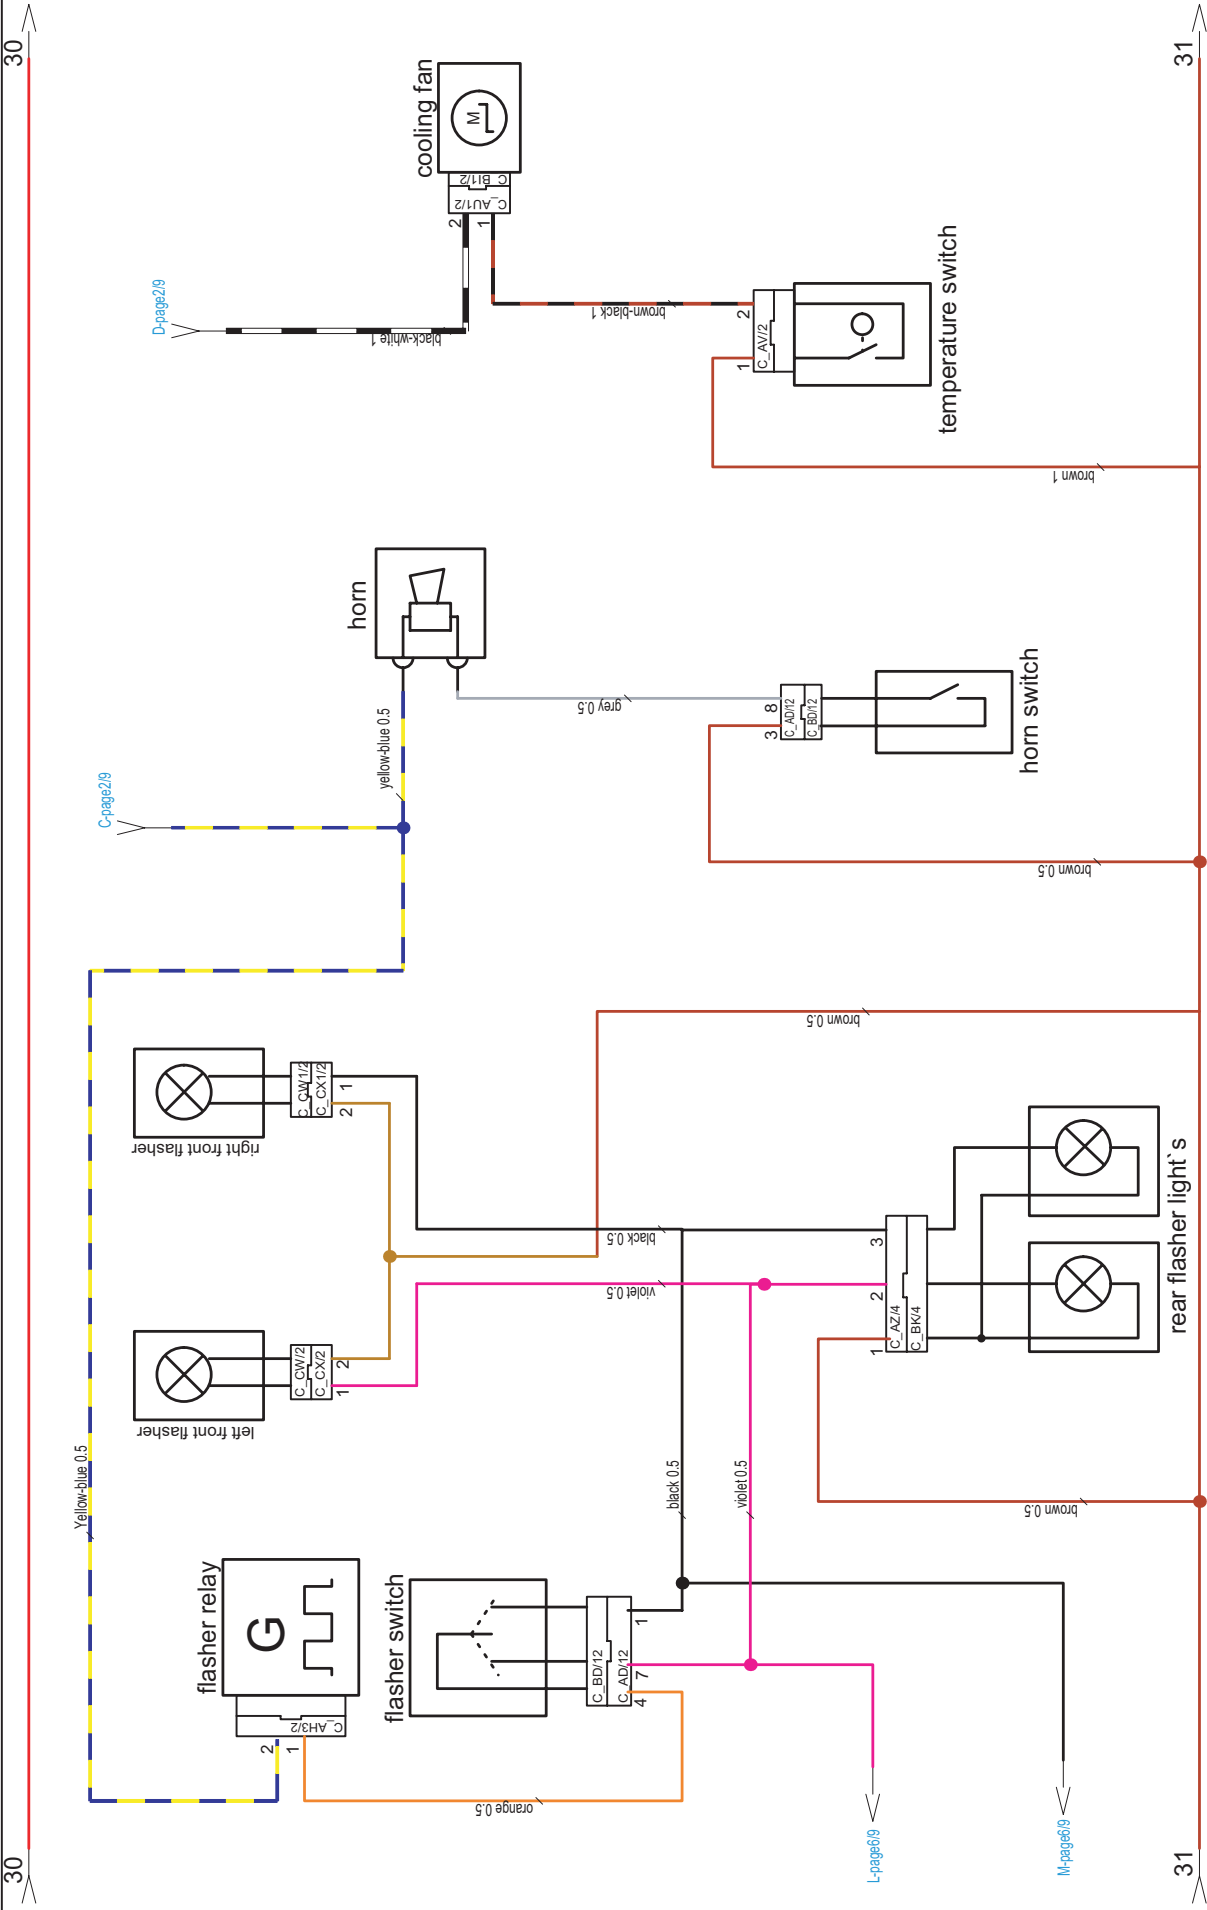 30
30
flasher relay
G
C_AH3/2
2
1
Yellow-blue 0.5
orange 0.5
flasher switch
C_BD/12
C_AD/12
4
7
1
black 0.5
violet 0.5
L-page6/9
M-page6/9
left front flasher
C_CW/2
C_CX/2
1
2
right front flasher
C_CW1/2
C_CX1/2
2
1
black 0.5
violet 0.5
brown 0.5
rear flasher light`s
C_AZ/4
C_BK/4
1
2
3
brown 0.5
C-page2/9
yellow-blue 0.5
horn
grey 0.5
horn switch
C_AD/12
C_BD/12
3
8
brown 0.5
D-page2/9
black-white 1
cooling fan
M
C_BI1/2
C_AU1/2
2
1
brown-black 1
temperature switch
C_AV/2
1
2
brown 1
31
31